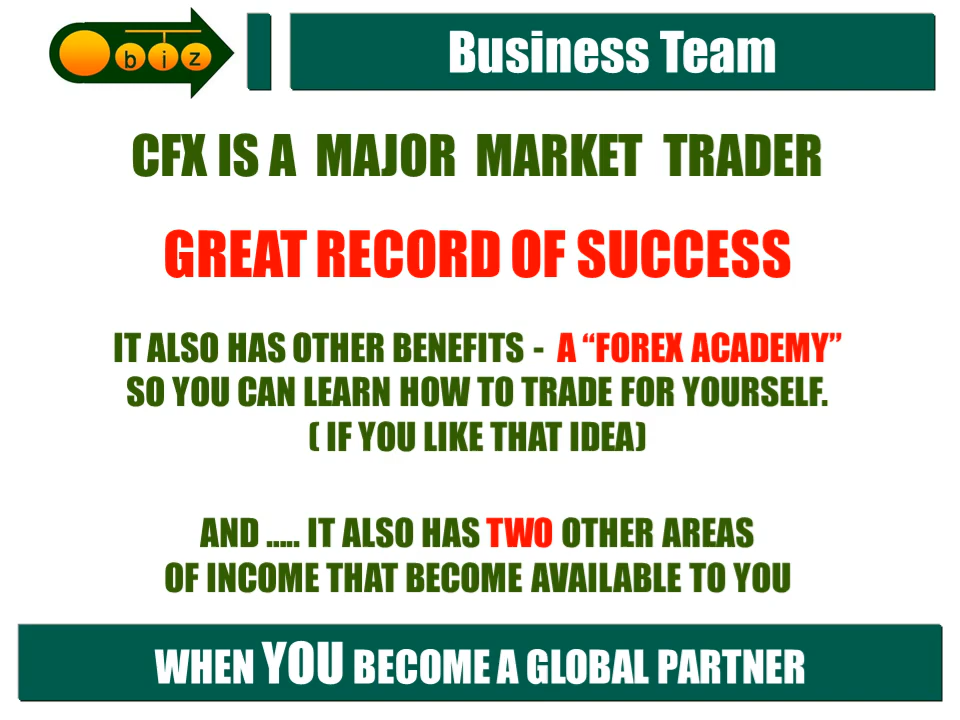 biz
Business Team
CFX IS A MAJOR MARKET TRADER
GREAT RECORD OF SUCCESS
IT ALSO HAS OTHER BENEFITS - A “FOREX ACADEMY”
SO YOU CAN LEARN HOW TO TRADE FOR YOURSELF.
( IF YOU LIKE THAT IDEA)
AND ..... IT ALSO HAS TWO OTHER AREAS
OF INCOME THAT BECOME AVAILABLE TO YOU
WHEN YOU BECOME A GLOBAL PARTNER